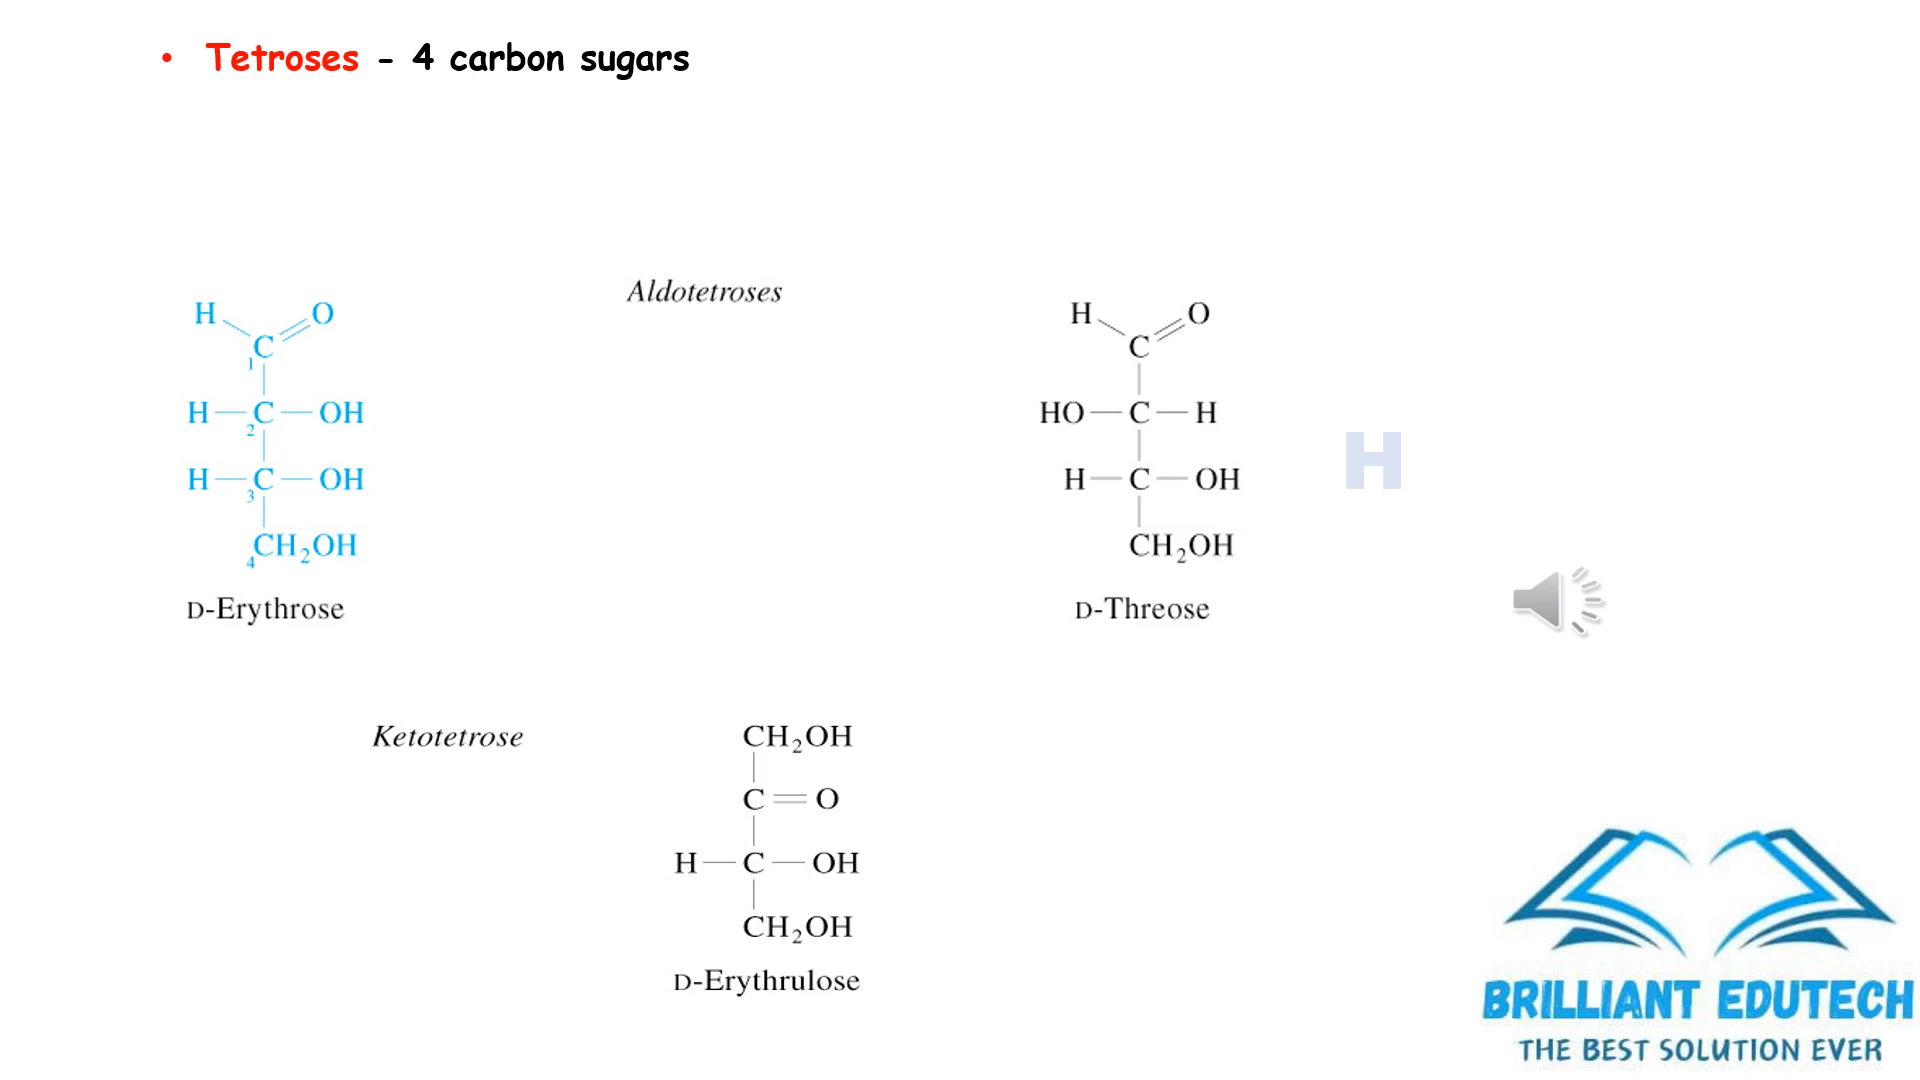 • Tetroses - 4 carbon sugars
Aldotetroses
H O
C
1
H—C—OH
2
H—C—OH
3
CH₂OH
4
D-Erythrose
H O
C
HO—C—H
H—C—OH
CH₂OH
D-Threose
H
Ketotetrose
CH₂OH
C=O
H—C—OH
CH₂OH
D-Erythrulose
BRILLIANT EDUTECH
THE BEST SOLUTION EVER